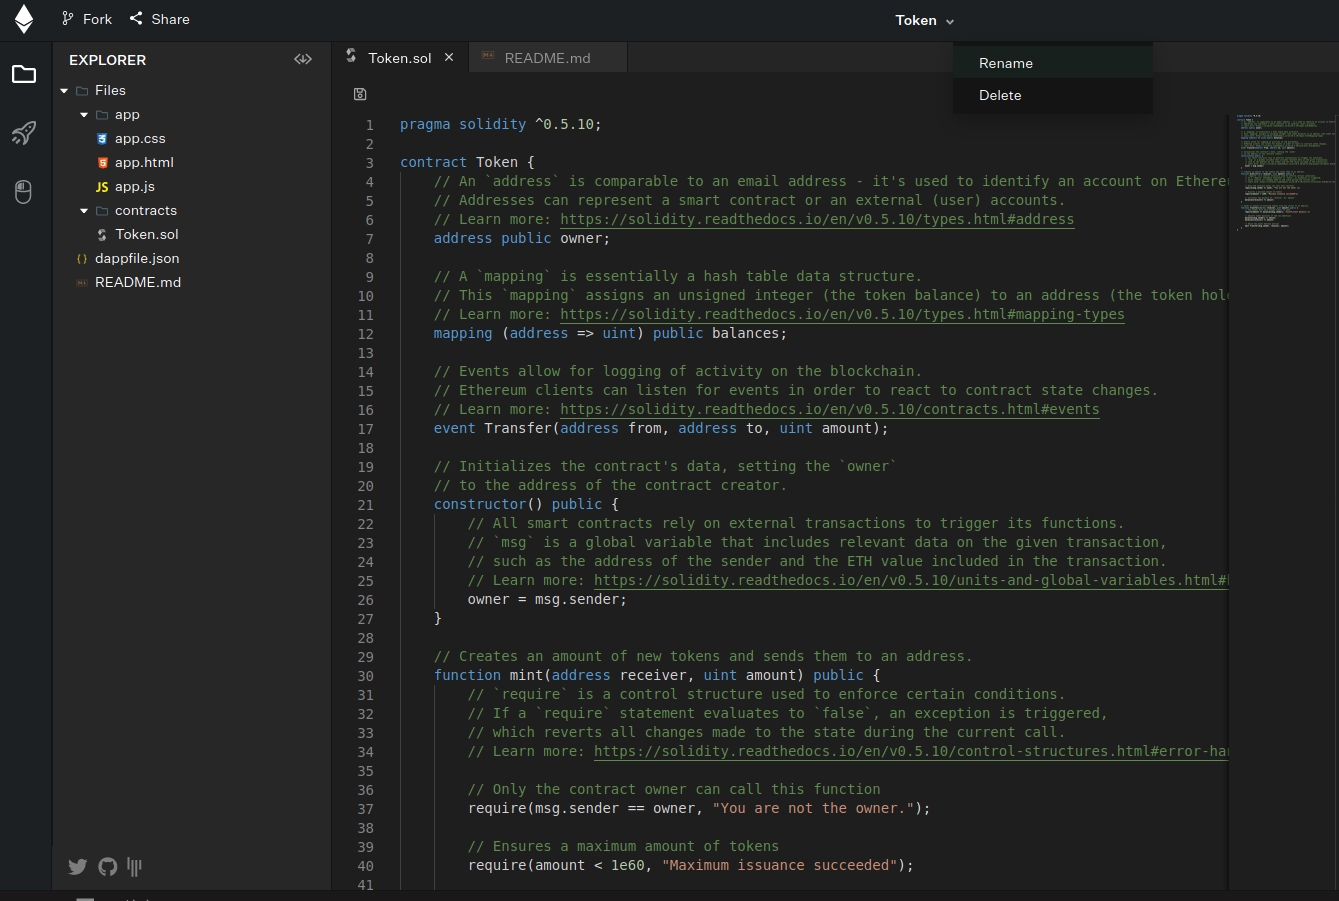 Fork Share Token
Rename
Delete
EXPLORER
Files
app
app.css
app.html
JS app.js
contracts
Token.sol
{} dappfile.json
README.md
Token.sol × README.md
1 pragma solidity ^0.5.10;
2
3 contract Token {
4 // An `address` is comparable to an email address - it's used to identify an account on Ethere
5 // Addresses can represent a smart contract or an external (user) accounts.
6 // Learn more: https://solidity.readthedocs.io/en/v0.5.10/types.html#address
7 address public owner;
8
9 // A `mapping` is essentially a hash table data structure.
10 // This `mapping` assigns an unsigned integer (the token balance) to an address (the token hol
11 // Learn more: https://solidity.readthedocs.io/en/v0.5.10/types.html#mapping-types
12 mapping (address => uint) public balances;
13
14 // Events allow for logging of activity on the blockchain.
15 // Ethereum clients can listen for events in order to react to contract state changes.
16 // Learn more: https://solidity.readthedocs.io/en/v0.5.10/contracts.html#events
17 event Transfer(address from, address to, uint amount);
18
19 // Initializes the contract's data, setting the `owner`
20 // to the address of the contract creator.
21 constructor() public {
22 // All smart contracts rely on external transactions to trigger its functions.
23 // `msg` is a global variable that includes relevant data on the given transaction,
24 // such as the address of the sender and the ETH value included in the transaction.
25 // Learn more: https://solidity.readthedocs.io/en/v0.5.10/units-and-global-variables.html#
26 owner = msg.sender;
27 }
28
29 // Creates an amount of new tokens and sends them to an address.
30 function mint(address receiver, uint amount) public {
31 // `require` is a control structure used to enforce certain conditions.
32 // If a `require` statement evaluates to `false`, an exception is triggered,
33 // which reverts all changes made to the state during the current call.
34 // Learn more: https://solidity.readthedocs.io/en/v0.5.10/control-structures.html#error-ha
35
36 // Only the contract owner can call this function
37 require(msg.sender == owner, "You are not the owner.");
38
39 // Ensures a maximum amount of tokens
40 require(amount < 1e60, "Maximum issuance succeeded");
41